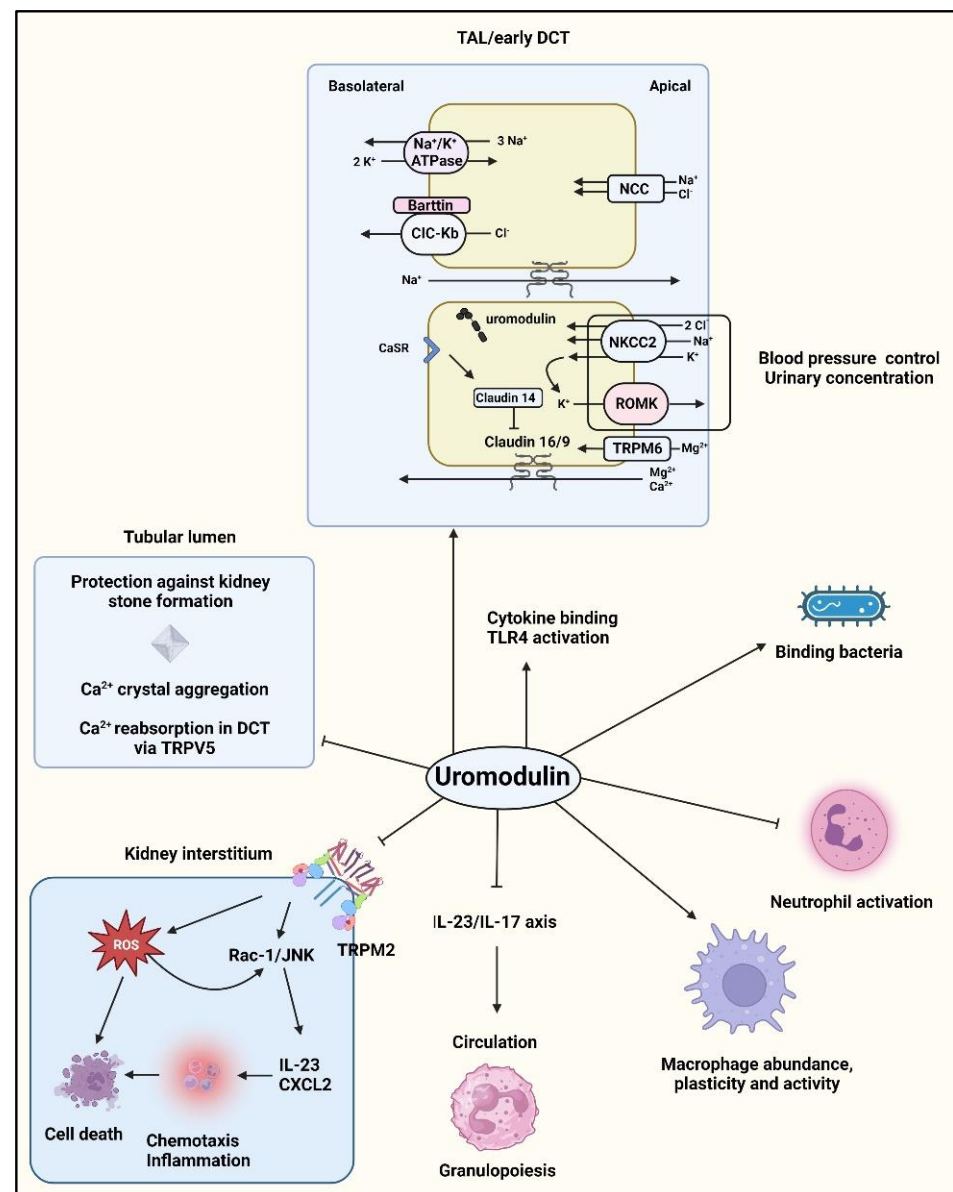 TAL/early DCT
Basolateral
Apical
Na⁺/K⁺
ATPase
3 Na⁺
2 K⁺
Barttin
ClC-Kb
Cl⁻
NCC
Na⁺
Cl⁻
Na⁺
uromodulin
CaSR
Claudin 14
Claudin 16/9
NKCC2
2 Cl⁻
Na⁺
K⁺
K⁺
ROMK
TRPM6
Mg²⁺
Mg²⁺
Ca²⁺
Blood pressure control
Urinary concentration
Tubular lumen
Protection against kidney
stone formation
Ca²⁺ crystal aggregation
Ca²⁺ reabsorption in DCT
via TRPV5
Cytokine binding
TLR4 activation
Binding bacteria
Uromodulin
Neutrophil activation
Kidney interstitium
TRPM2
ROS
Rac-1/JNK
IL-23
CXCL2
Cell death
Chemotaxis
Inflammation
IL-23/IL-17 axis
Circulation
Granulopoiesis
Macrophage abundance,
plasticity and activity